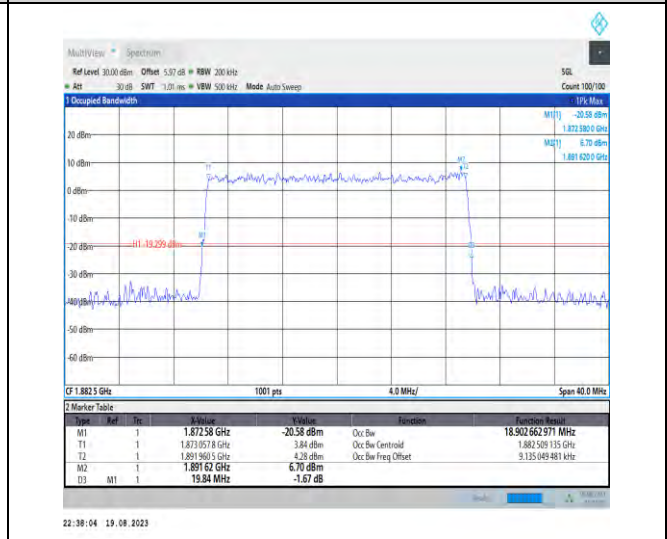 MultiView Spectrum
Ref Level 30.00 dBm Offset 5.97 dB RBW 200 kHz SGL
Att 30 dB SWT 1.01 ms VBW 500 kHz Mode Auto Sweep Count 100/100
1 Occupied Bandwidth 1Pk Max
M1[1] -20.58 dBm
1.872 580 0 GHz
M2[1] 6.70 dBm
1.891 620 0 GHz
20 dBm
10 dBm
T1 M2 T2
0 dBm
-10 dBm
M1
H1 -19.299 dBm
-20 dBm
-30 dBm
-40 dBm
-50 dBm
-60 dBm
CF 1.882 5 GHz 1001 pts 4.0 MHz/ Span 40.0 MHz
2 Marker Table
Type Ref Trc X-Value Y-Value Function Function Result
M1 1 1.872 58 GHz -20.58 dBm Occ Bw 18.902 662 971 MHz
T1 1 1.873 057 8 GHz 3.84 dBm Occ Bw Centroid 1.882 509 135 GHz
T2 1 1.891 960 5 GHz 4.28 dBm Occ Bw Freq Offset 9.135 049 481 kHz
M2 1 1.891 62 GHz 6.70 dBm
D3 M1 1 19.84 MHz -1.67 dB
22:38:04 19.08.2023